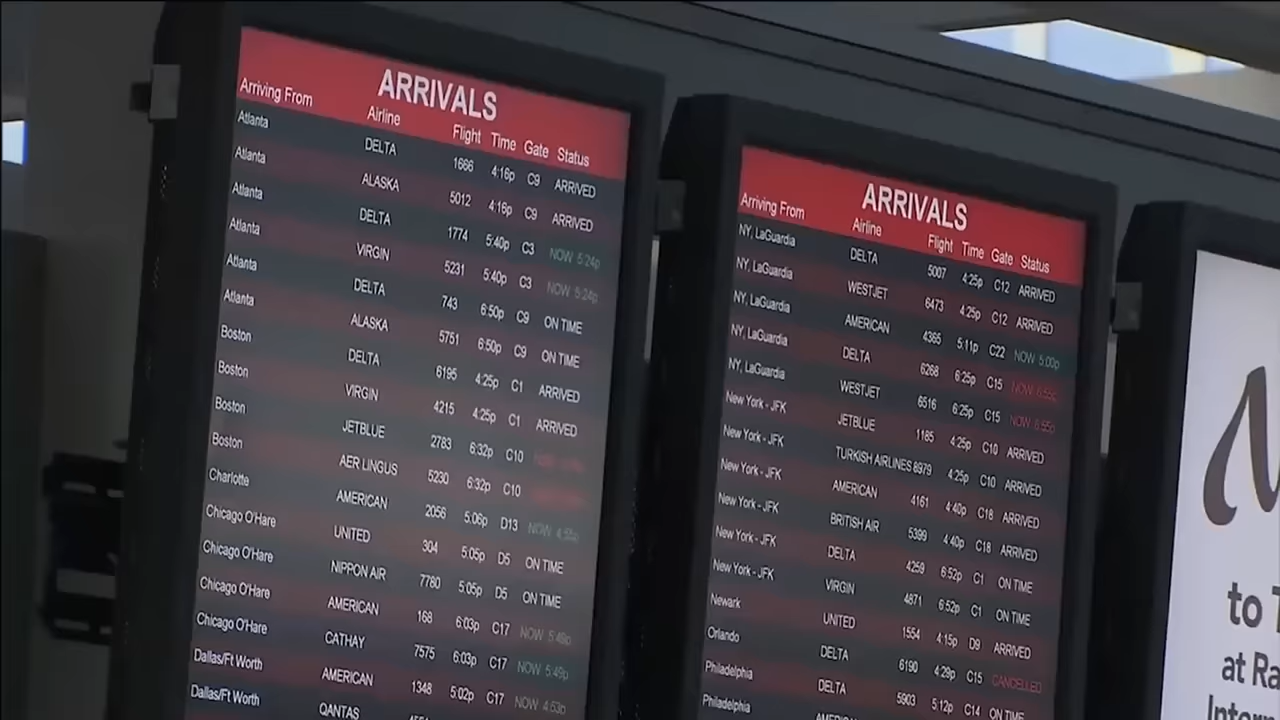 ARRIVALS
Arriving From Airline Flight Time Gate Status
Atlanta DELTA 1666 4:16p C9 ARRIVED
Atlanta ALASKA 5012 4:16p C9 ARRIVED
Atlanta DELTA 1774 5:40p C3 NOW 5:24p
Atlanta VIRGIN 5231 5:40p C3 NOW 5:24p
Atlanta DELTA 743 6:50p C9 ON TIME
Atlanta ALASKA 5751 6:50p C9 ON TIME
Boston DELTA 6195 4:25p C1 ARRIVED
Boston VIRGIN 4215 4:25p C1 ARRIVED
Boston JETBLUE 2783 6:32p C10
Boston AER LINGUS 5230 6:32p C10
Charlotte AMERICAN 2056 5:06p D13 NOW
Chicago O'Hare UNITED 304 5:05p D5 ON TIME
Chicago O'Hare NIPPON AIR 7780 5:05p D5 ON TIME
Chicago O'Hare AMERICAN 168 6:03p C17 NOW 5:49p
Chicago O'Hare CATHAY 7575 6:03p C17 NOW 5:49p
Dallas/Ft Worth AMERICAN 1348 5:02p C17 NOW 4:53p
Dallas/Ft Worth QANTAS
ARRIVALS
Arriving From Airline Flight Time Gate Status
NY, LaGuardia DELTA 5007 4:25p C12 ARRIVED
NY, LaGuardia WESTJET 6473 4:25p C12 ARRIVED
NY, LaGuardia AMERICAN 4365 5:11p C22 NOW 5:00p
NY, LaGuardia DELTA 6268 6:25p C15 NOW 6:55p
NY, LaGuardia WESTJET 6516 6:25p C15 NOW 6:55p
New York - JFK JETBLUE 1185 4:25p C10 ARRIVED
New York - JFK TURKISH AIRLINES 8979 4:25p C10 ARRIVED
New York - JFK AMERICAN 4161 4:40p C18 ARRIVED
New York - JFK BRITISH AIR 5399 4:40p C18 ARRIVED
New York - JFK DELTA 4259 6:52p C1 ON TIME
New York - JFK VIRGIN 4871 6:52p C1 ON TIME
Newark UNITED 1554 4:15p D9 ARRIVED
Orlando DELTA 6190 4:29p C15 CANCELLED
Philadelphia DELTA 5903 5:12p C14 ON TIME
Philadelphia
to
at Ra